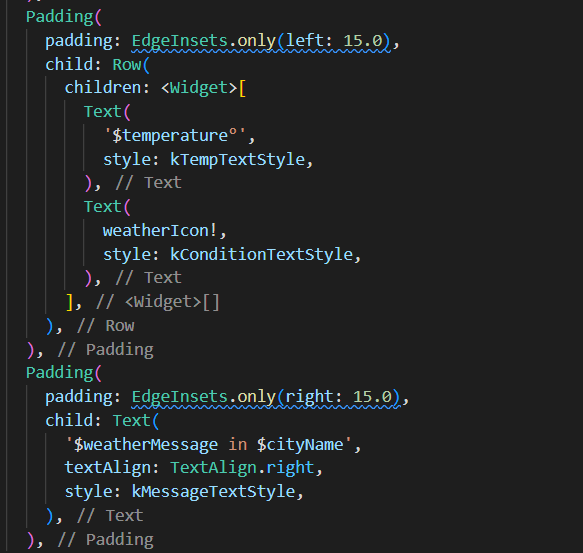 Padding(
padding: EdgeInsets.only(left: 15.0),
child: Row(
children: <Widget>[
Text(
'$temperature°',
style: kTempTextStyle,
), // Text
Text(
weatherIcon!,
style: kConditionTextStyle,
), // Text
], // <Widget>[]
), // Row
), // Padding
Padding(
padding: EdgeInsets.only(right: 15.0),
child: Text(
'$weatherMessage in $cityName',
textAlign: TextAlign.right,
style: kMessageTextStyle,
), // Text
), // Padding